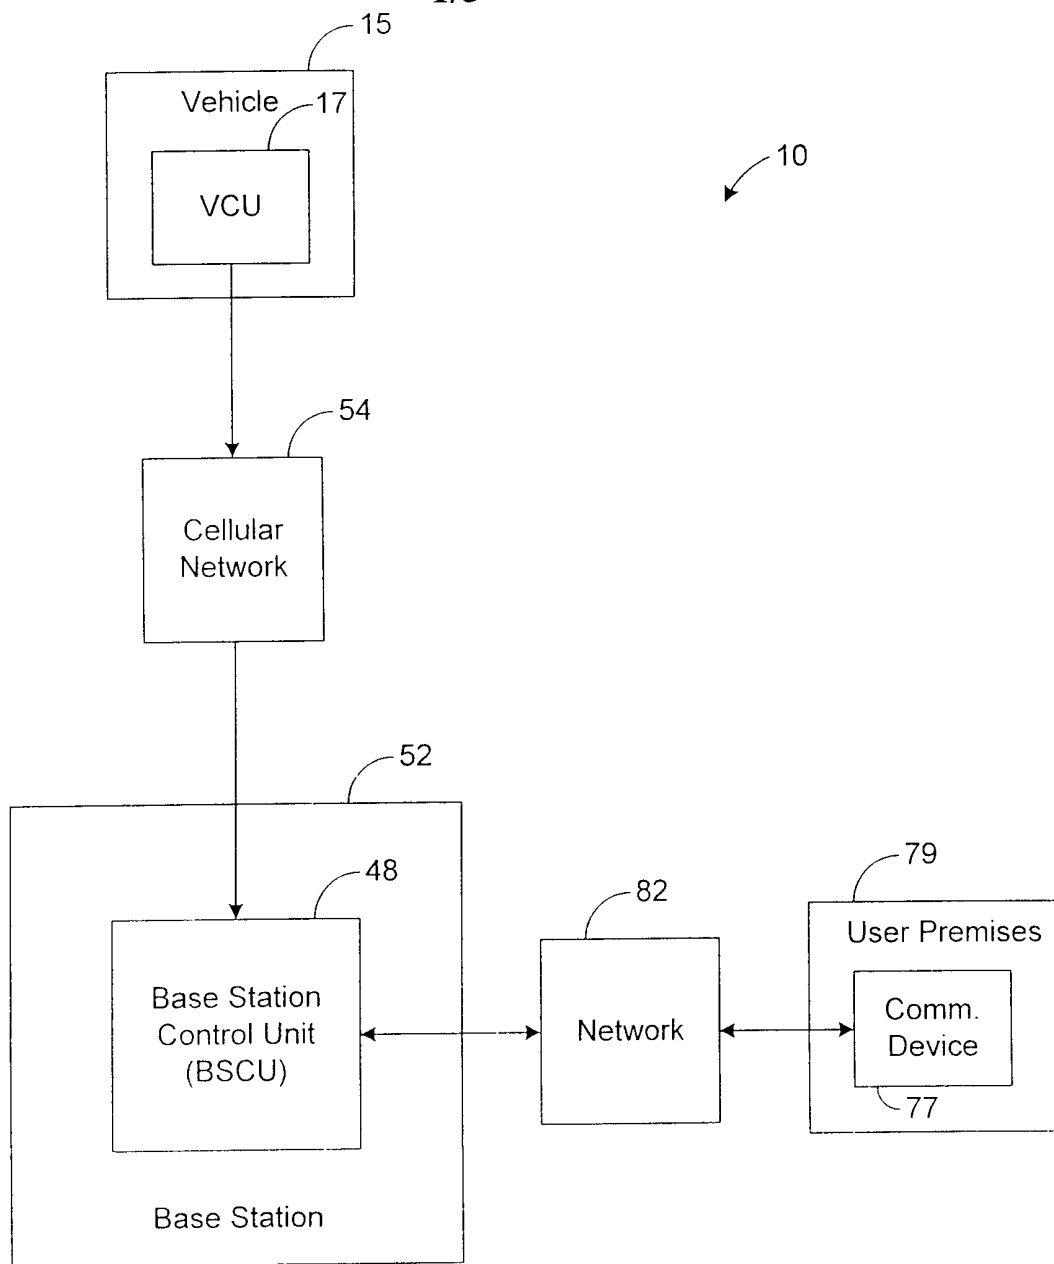 15
Vehicle
17
VCU
10
54
Cellular
Network
52
48
Base Station
Control Unit
(BSCU)
Base Station
82
Network
79
User Premises
Comm.
Device
77